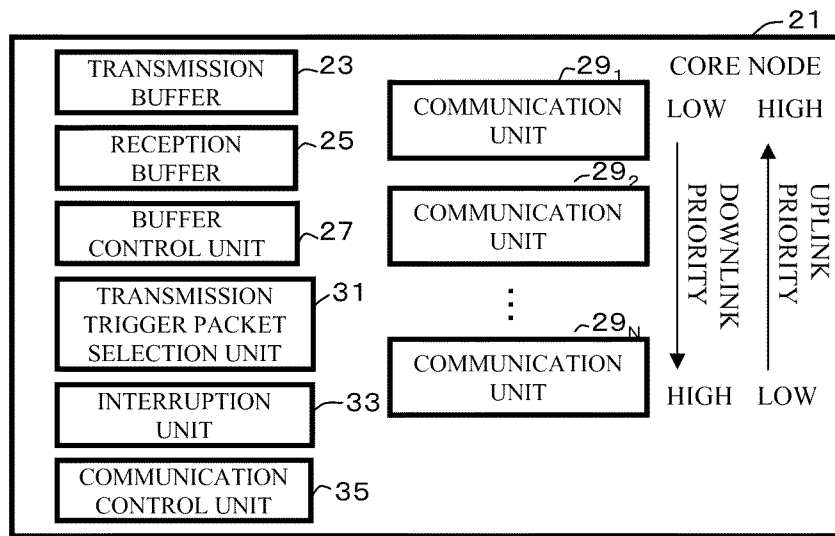 21
TRANSMISSION
BUFFER
23
RECEPTION
BUFFER
25
BUFFER
CONTROL UNIT
27
TRANSMISSION
TRIGGER PACKET
SELECTION UNIT
31
INTERRUPTION
UNIT
33
COMMUNICATION
CONTROL UNIT
35
29₁
COMMUNICATION
UNIT
29₂
COMMUNICATION
UNIT
⋮
29N
COMMUNICATION
UNIT
CORE NODE
LOW HIGH
DOWNLINK
PRIORITY
UPLINK
PRIORITY
HIGH LOW